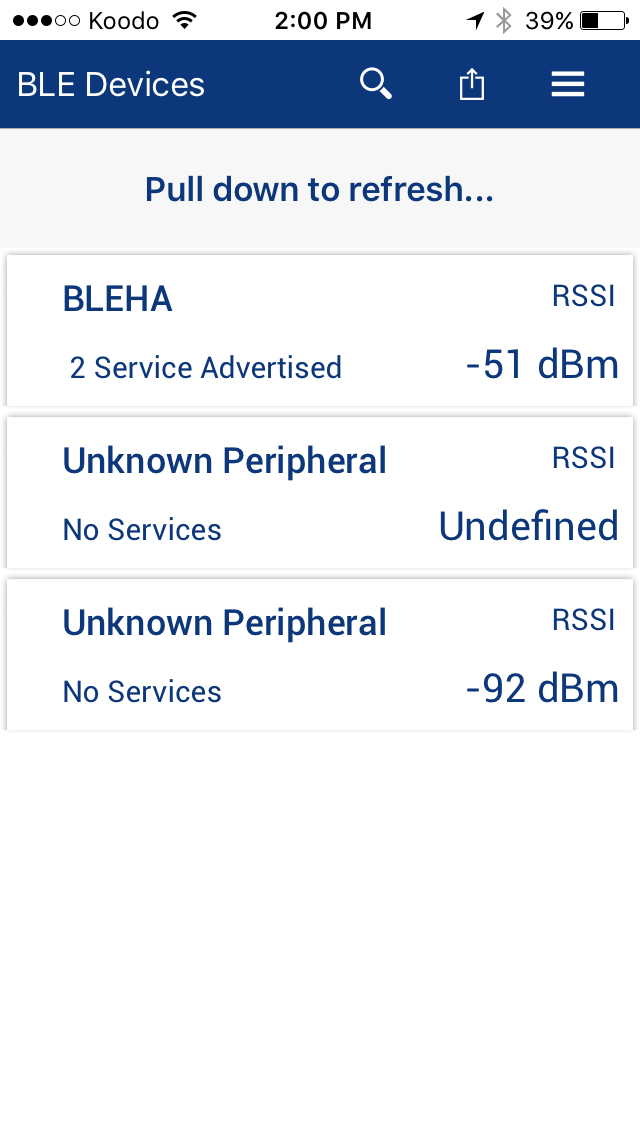 Koodo 2:00 PM 39%
BLE Devices
Pull down to refresh...
BLEHA RSSI
2 Service Advertised -51 dBm
Unknown Peripheral RSSI
No Services Undefined
Unknown Peripheral RSSI
No Services -92 dBm